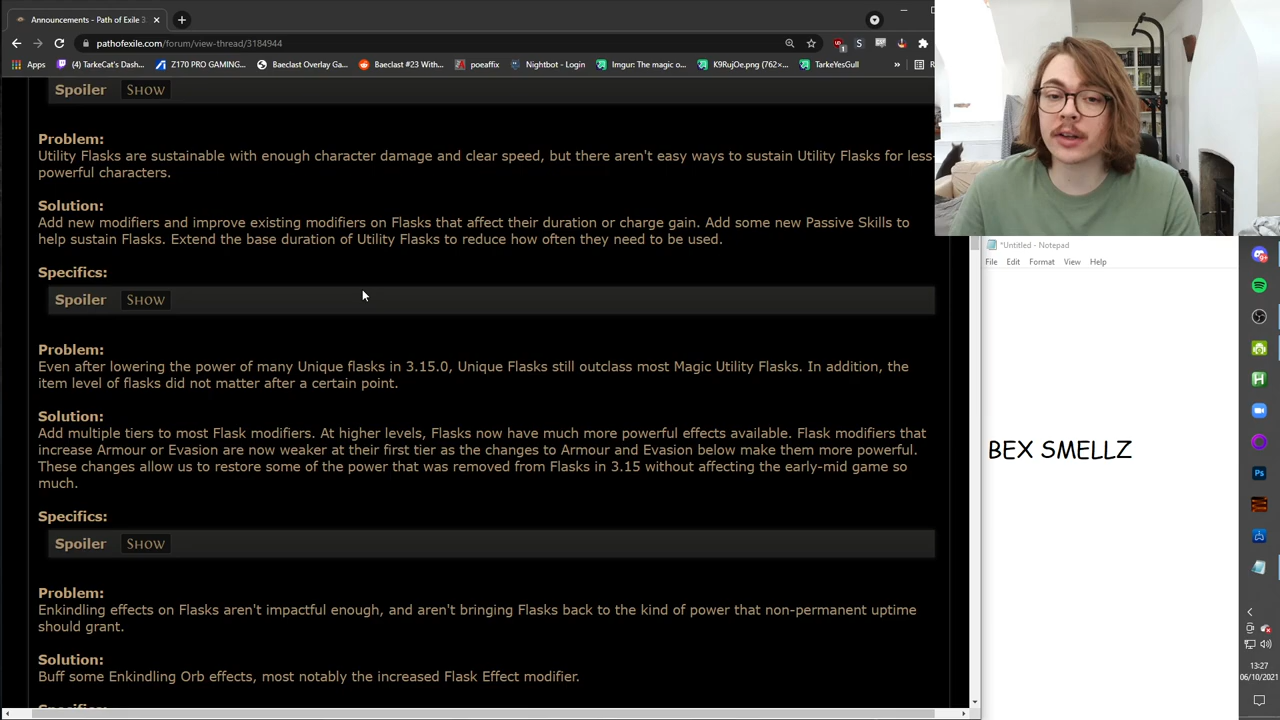 Announcements - Path of Exile 3.
pathofexile.com/forum/view-thread/3184944
Apps (4) TarkeCat's Dash... Z170 PRO GAMING... Baeclast Overlay Ga... Baeclast #23 With... poeaffix Nightbot - Login Imgur: The magic o... K9RujOe.png (762×... TarkeYesGull »
Spoiler SHOW
Problem:
Utility Flasks are sustainable with enough character damage and clear speed, but there aren't easy ways to sustain Utility Flasks for less-
powerful characters.
Solution:
Add new modifiers and improve existing modifiers on Flasks that affect their duration or charge gain. Add some new Passive Skills to
help sustain Flasks. Extend the base duration of Utility Flasks to reduce how often they need to be used.
Specifics:
Spoiler SHOW
Problem:
Even after lowering the power of many Unique flasks in 3.15.0, Unique Flasks still outclass most Magic Utility Flasks. In addition, the
item level of flasks did not matter after a certain point.
Solution:
Add multiple tiers to most Flask modifiers. At higher levels, Flasks now have much more powerful effects available. Flask modifiers that
increase Armour or Evasion are now weaker at their first tier as the changes to Armour and Evasion below make them more powerful.
These changes allow us to restore some of the power that was removed from Flasks in 3.15 without affecting the early-mid game so
much.
Specifics:
Spoiler SHOW
Problem:
Enkindling effects on Flasks aren't impactful enough, and aren't bringing Flasks back to the kind of power that non-permanent uptime
should grant.
Solution:
Buff some Enkindling Orb effects, most notably the increased Flask Effect modifier.
*Untitled - Notepad
File Edit Format View Help
BEX SMELLZ
13:27
06/10/2021